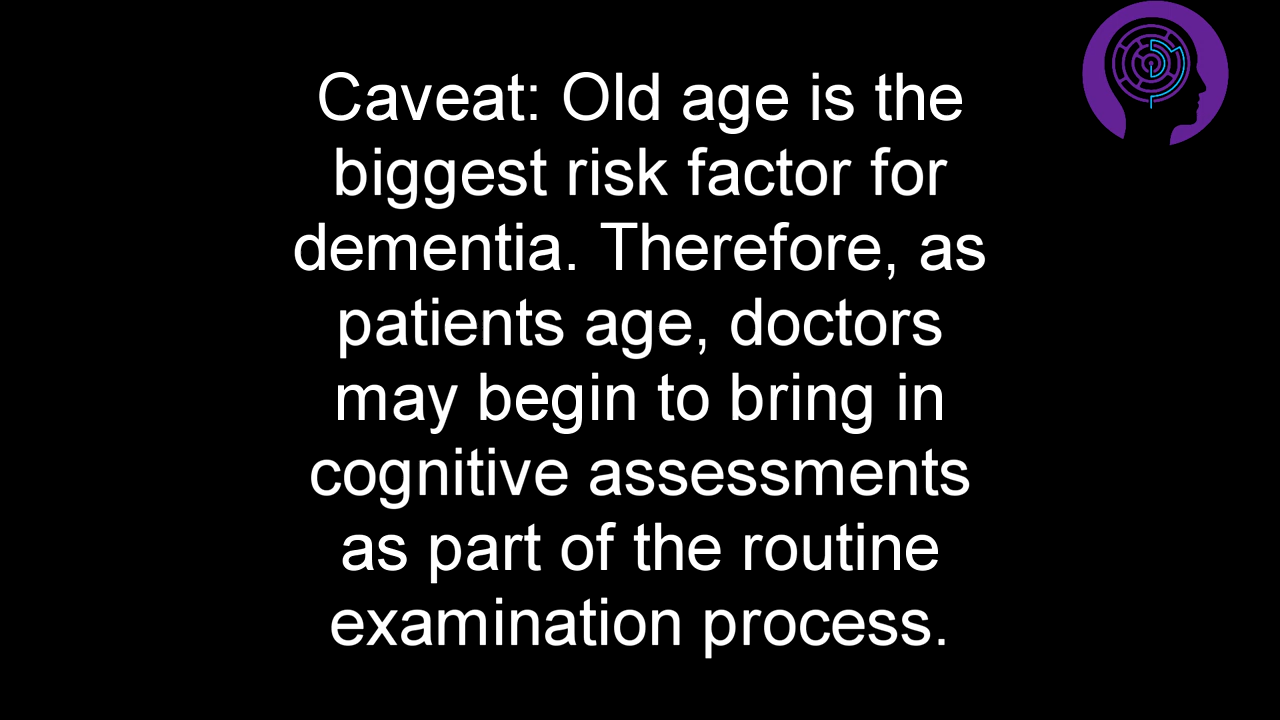 Caveat: Old age is the
biggest risk factor for
dementia. Therefore, as
patients age, doctors
may begin to bring in
cognitive assessments
as part of the routine
examination process.